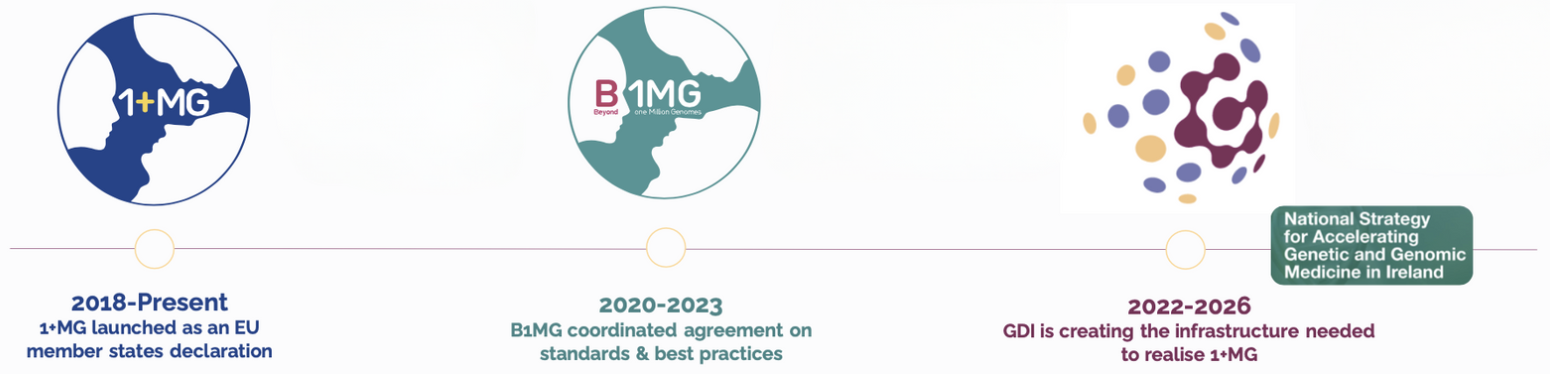 1+MG
B 1MG
Beyond one Million Genomes
National Strategy
for Accelerating
Genetic and Genomic
Medicine in Ireland
2018-Present
1+MG launched as an EU
member states declaration
2020-2023
B1MG coordinated agreement on
standards & best practices
2022-2026
GDI is creating the infrastructure needed
to realise 1+MG